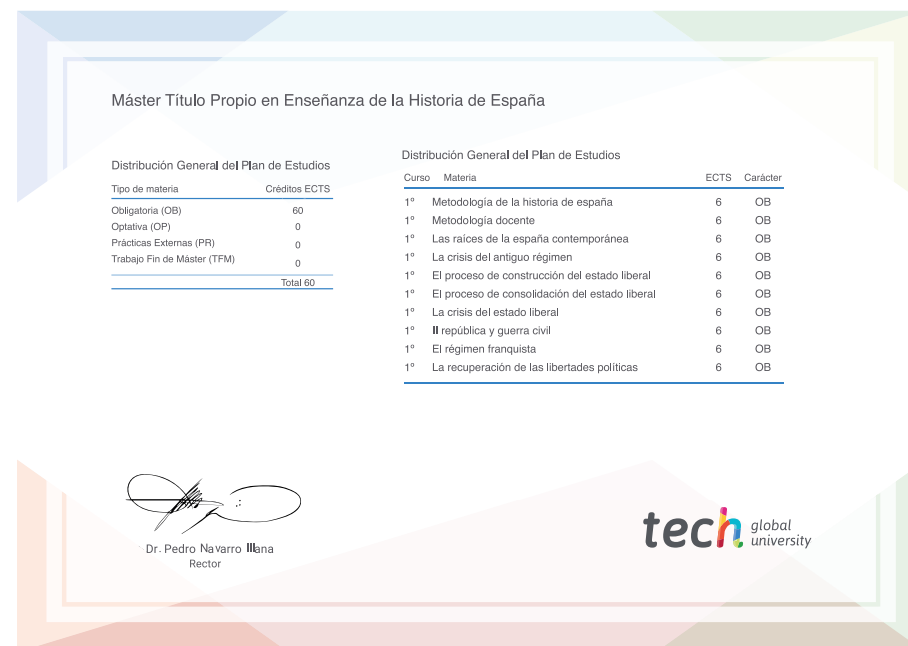 Máster Título Propio en Enseñanza de la Historia de España
Distribución General del Plan de Estudios
Tipo de materia Créditos ECTS
Obligatoria (OB) 60
Optativa (OP) 0
Prácticas Externas (PR) 0
Trabajo Fin de Máster (TFM) 0
Total 60
Distribución General del Plan de Estudios
Curso Materia ECTS Carácter
1º Metodología de la historia de españa 6 OB
1º Metodología docente 6 OB
1º Las raíces de la españa contemporánea 6 OB
1º La crisis del antiguo régimen 6 OB
1º El proceso de construcción del estado liberal 6 OB
1º El proceso de consolidación del estado liberal 6 OB
1º La crisis del estado liberal 6 OB
1º II república y guerra civil 6 OB
1º El régimen franquista 6 OB
1º La recuperación de las libertades políticas 6 OB
Dr. Pedro Navarro Illana
Rector
tech global
university